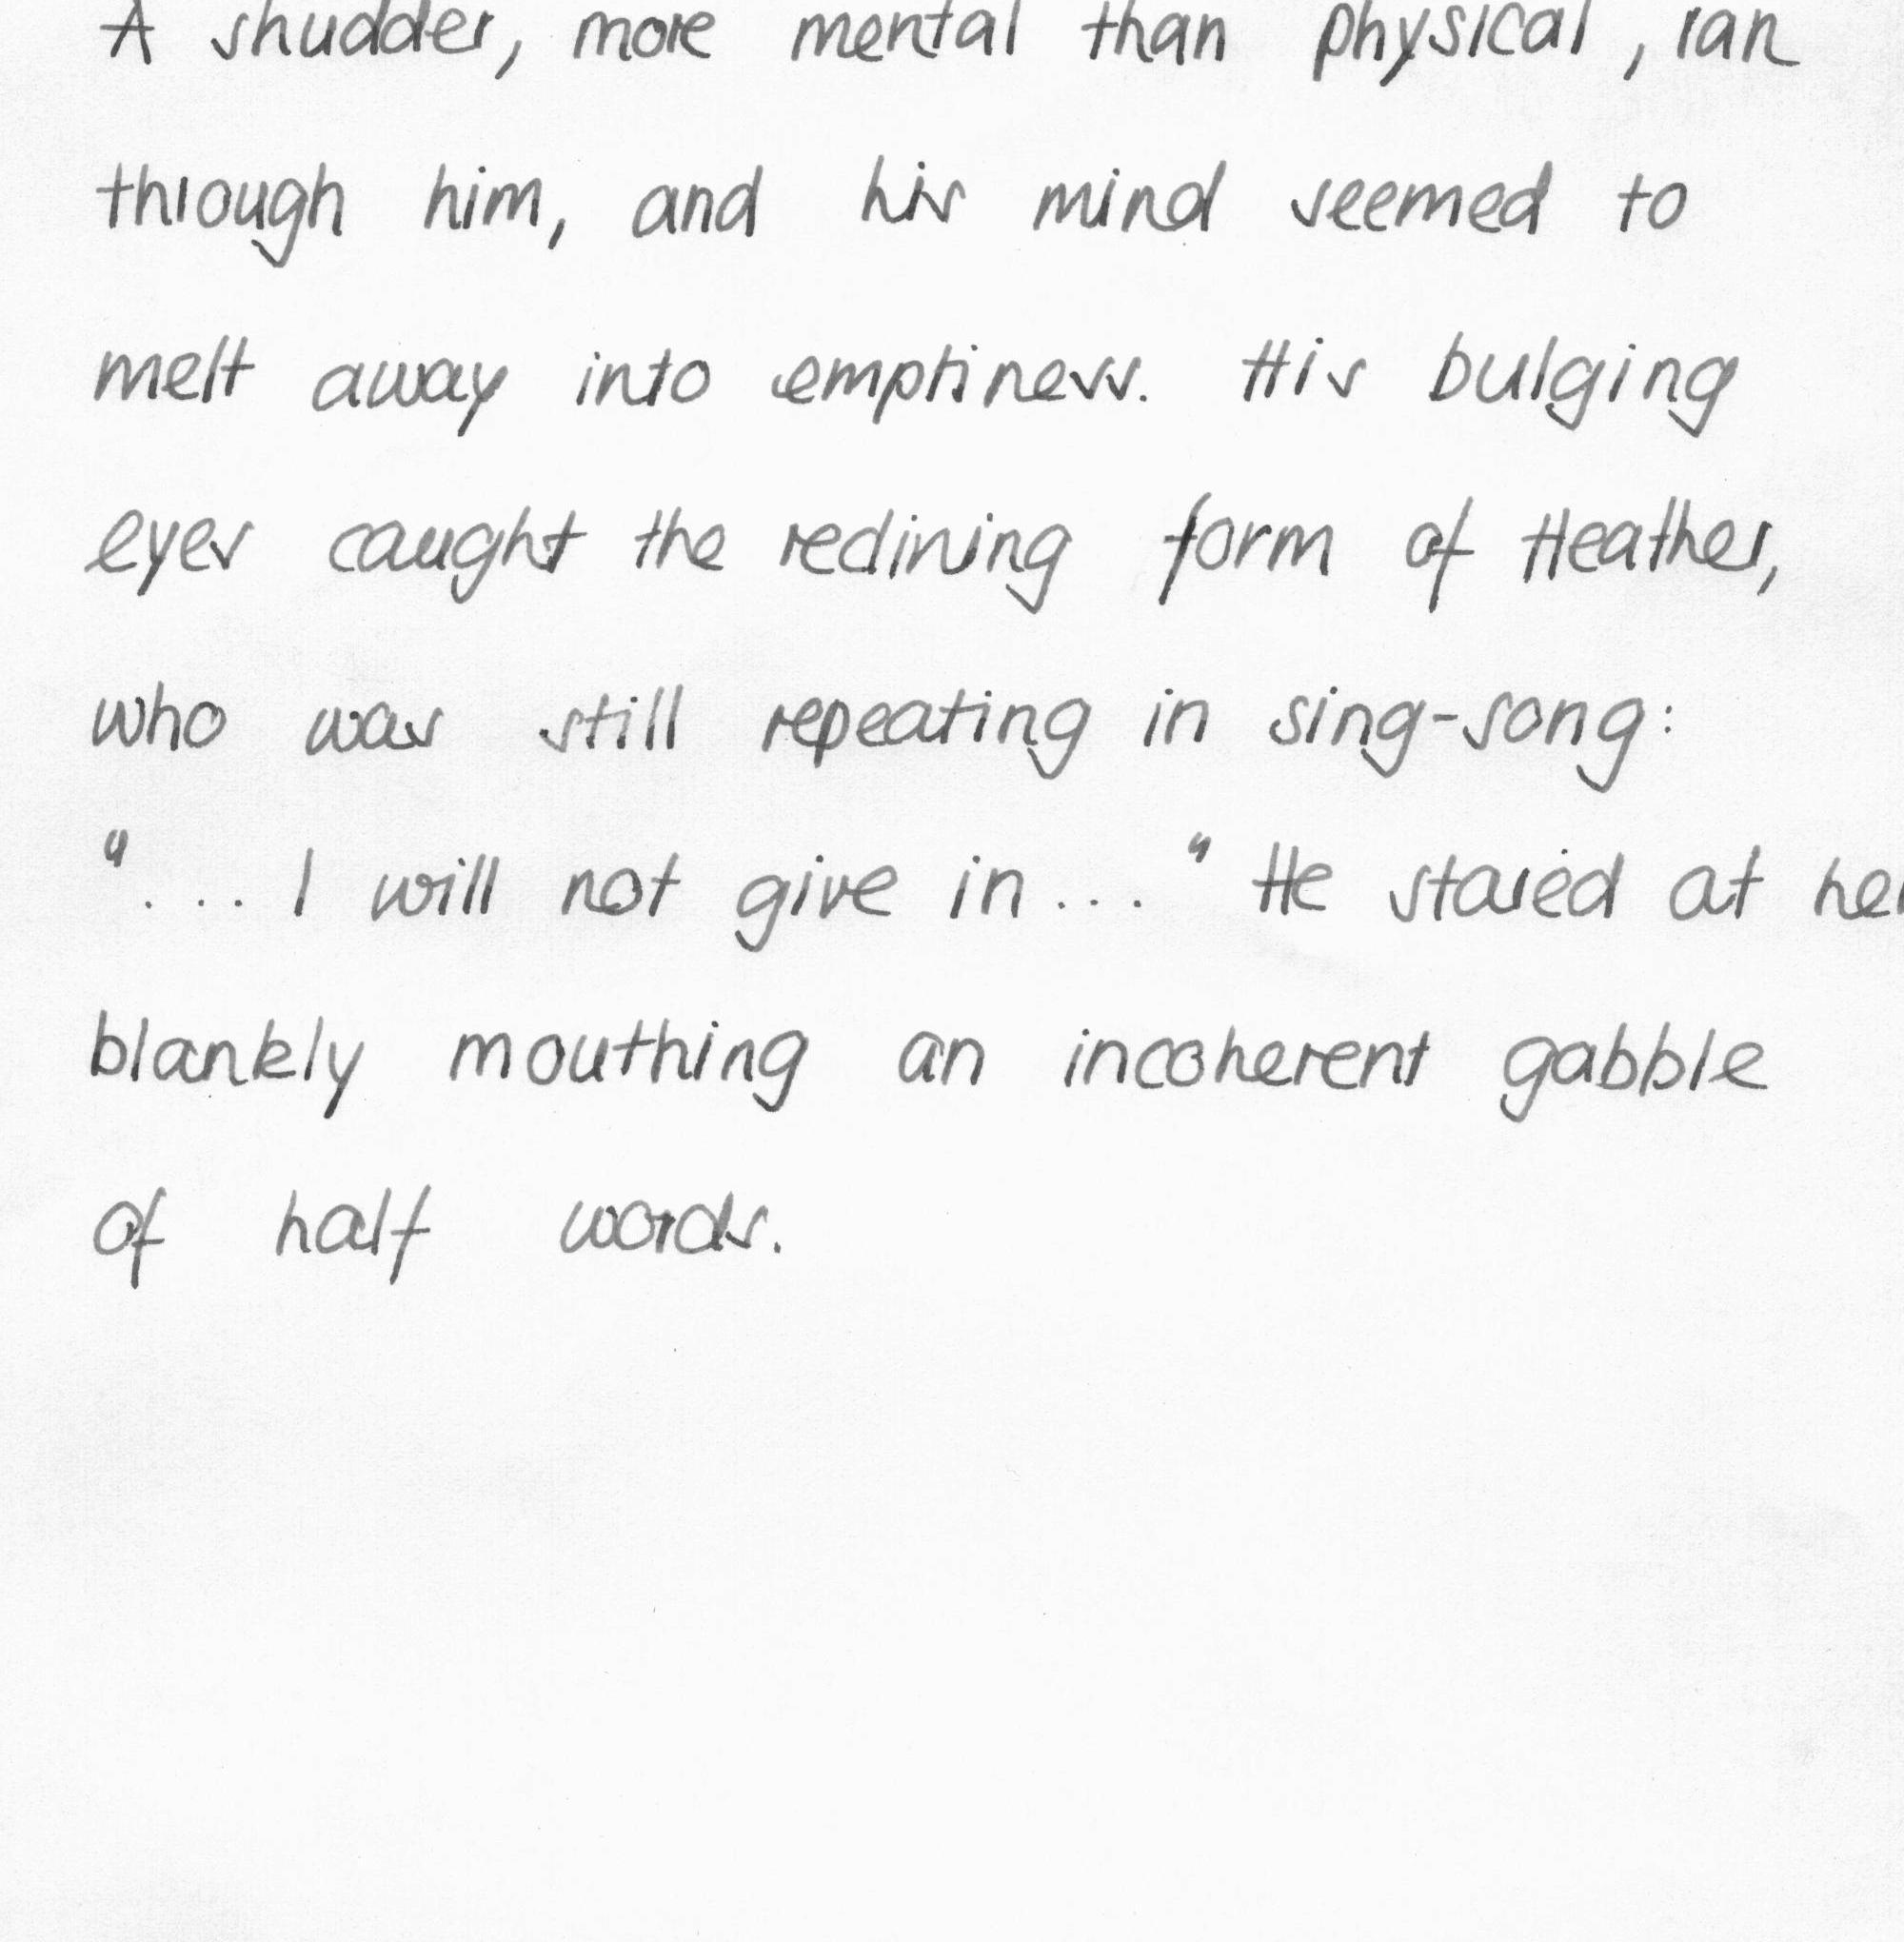 A shudder, more mental than physical, ran
through him, and his mind seemed to
melt away into emptiness. His bulging
eyes caught the reclining form of Heather,
who was still repeating in sing-song:
"... I will not give in..." He stared at her
blankly mouthing an incoherent gabble
of half words.